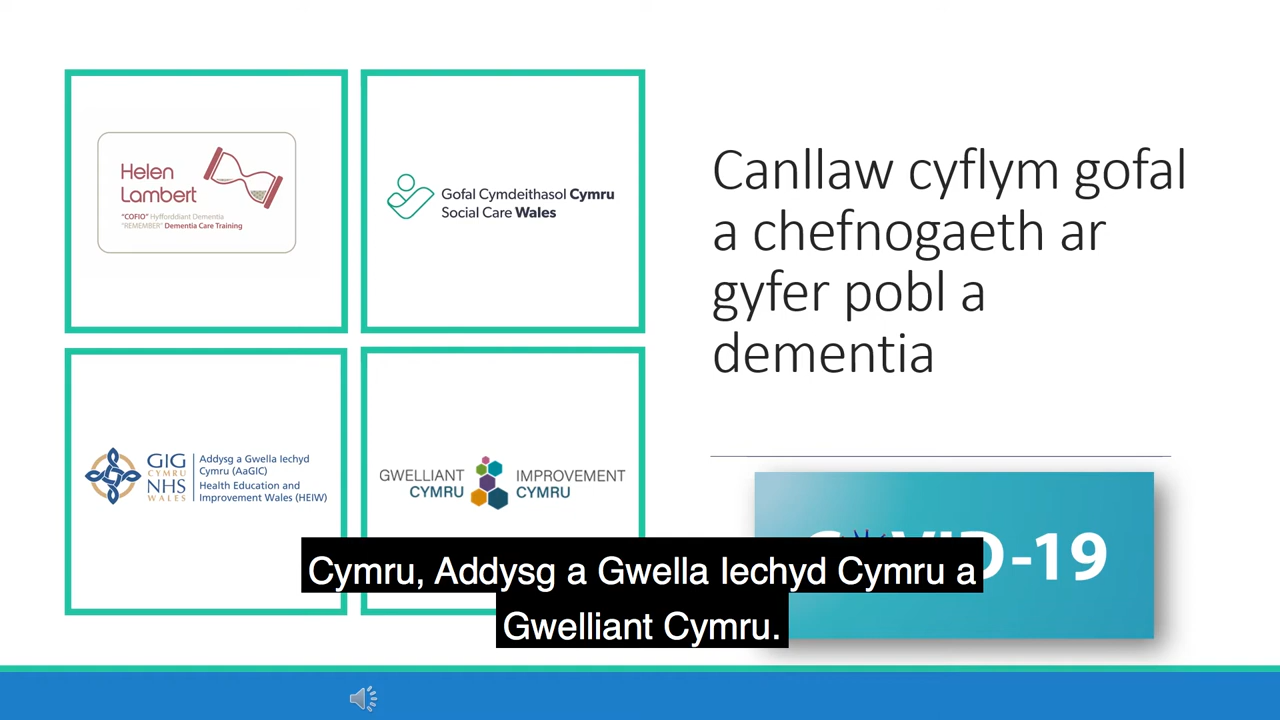 Helen
Lambert
"COFIO" Hyfforddiant Dementia
"REMEMBER" Dementia Care Training
Gofal Cymdeithasol Cymru
Social Care Wales
GIG
CYMRU
NHS
WALES
Addysg a Gwella Iechyd
Cymru (AaGIC)
Health Education and
Improvement Wales (HEIW)
GWELLIANT
CYMRU
IMPROVEMENT
CYMRU
Canllaw cyflym gofal
a chefnogaeth ar
gyfer pobl a
dementia
COVID-19
Cymru, Addysg a Gwella Iechyd Cymru a
Gwelliant Cymru.